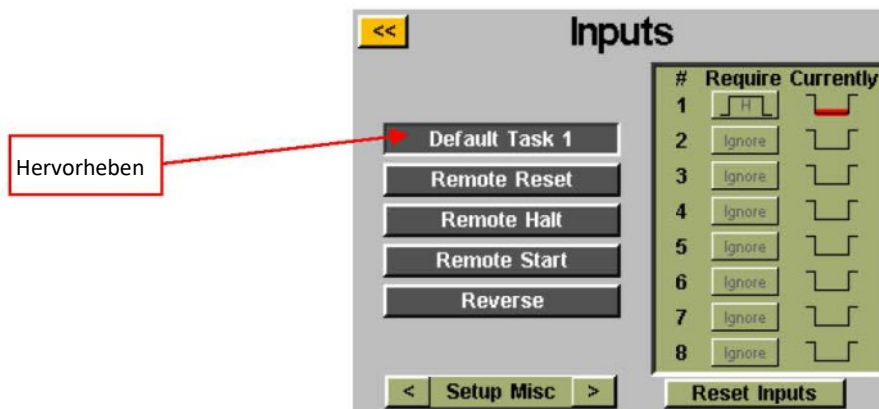 << Inputs
# Require Currently
1 H
Default Task 1
2 Ignore
Hervorheben
Remote Reset
3 Ignore
Remote Halt
4 Ignore
Remote Start
5 Ignore
Reverse
6 Ignore
7 Ignore
8 Ignore
< Setup Misc >
Reset Inputs